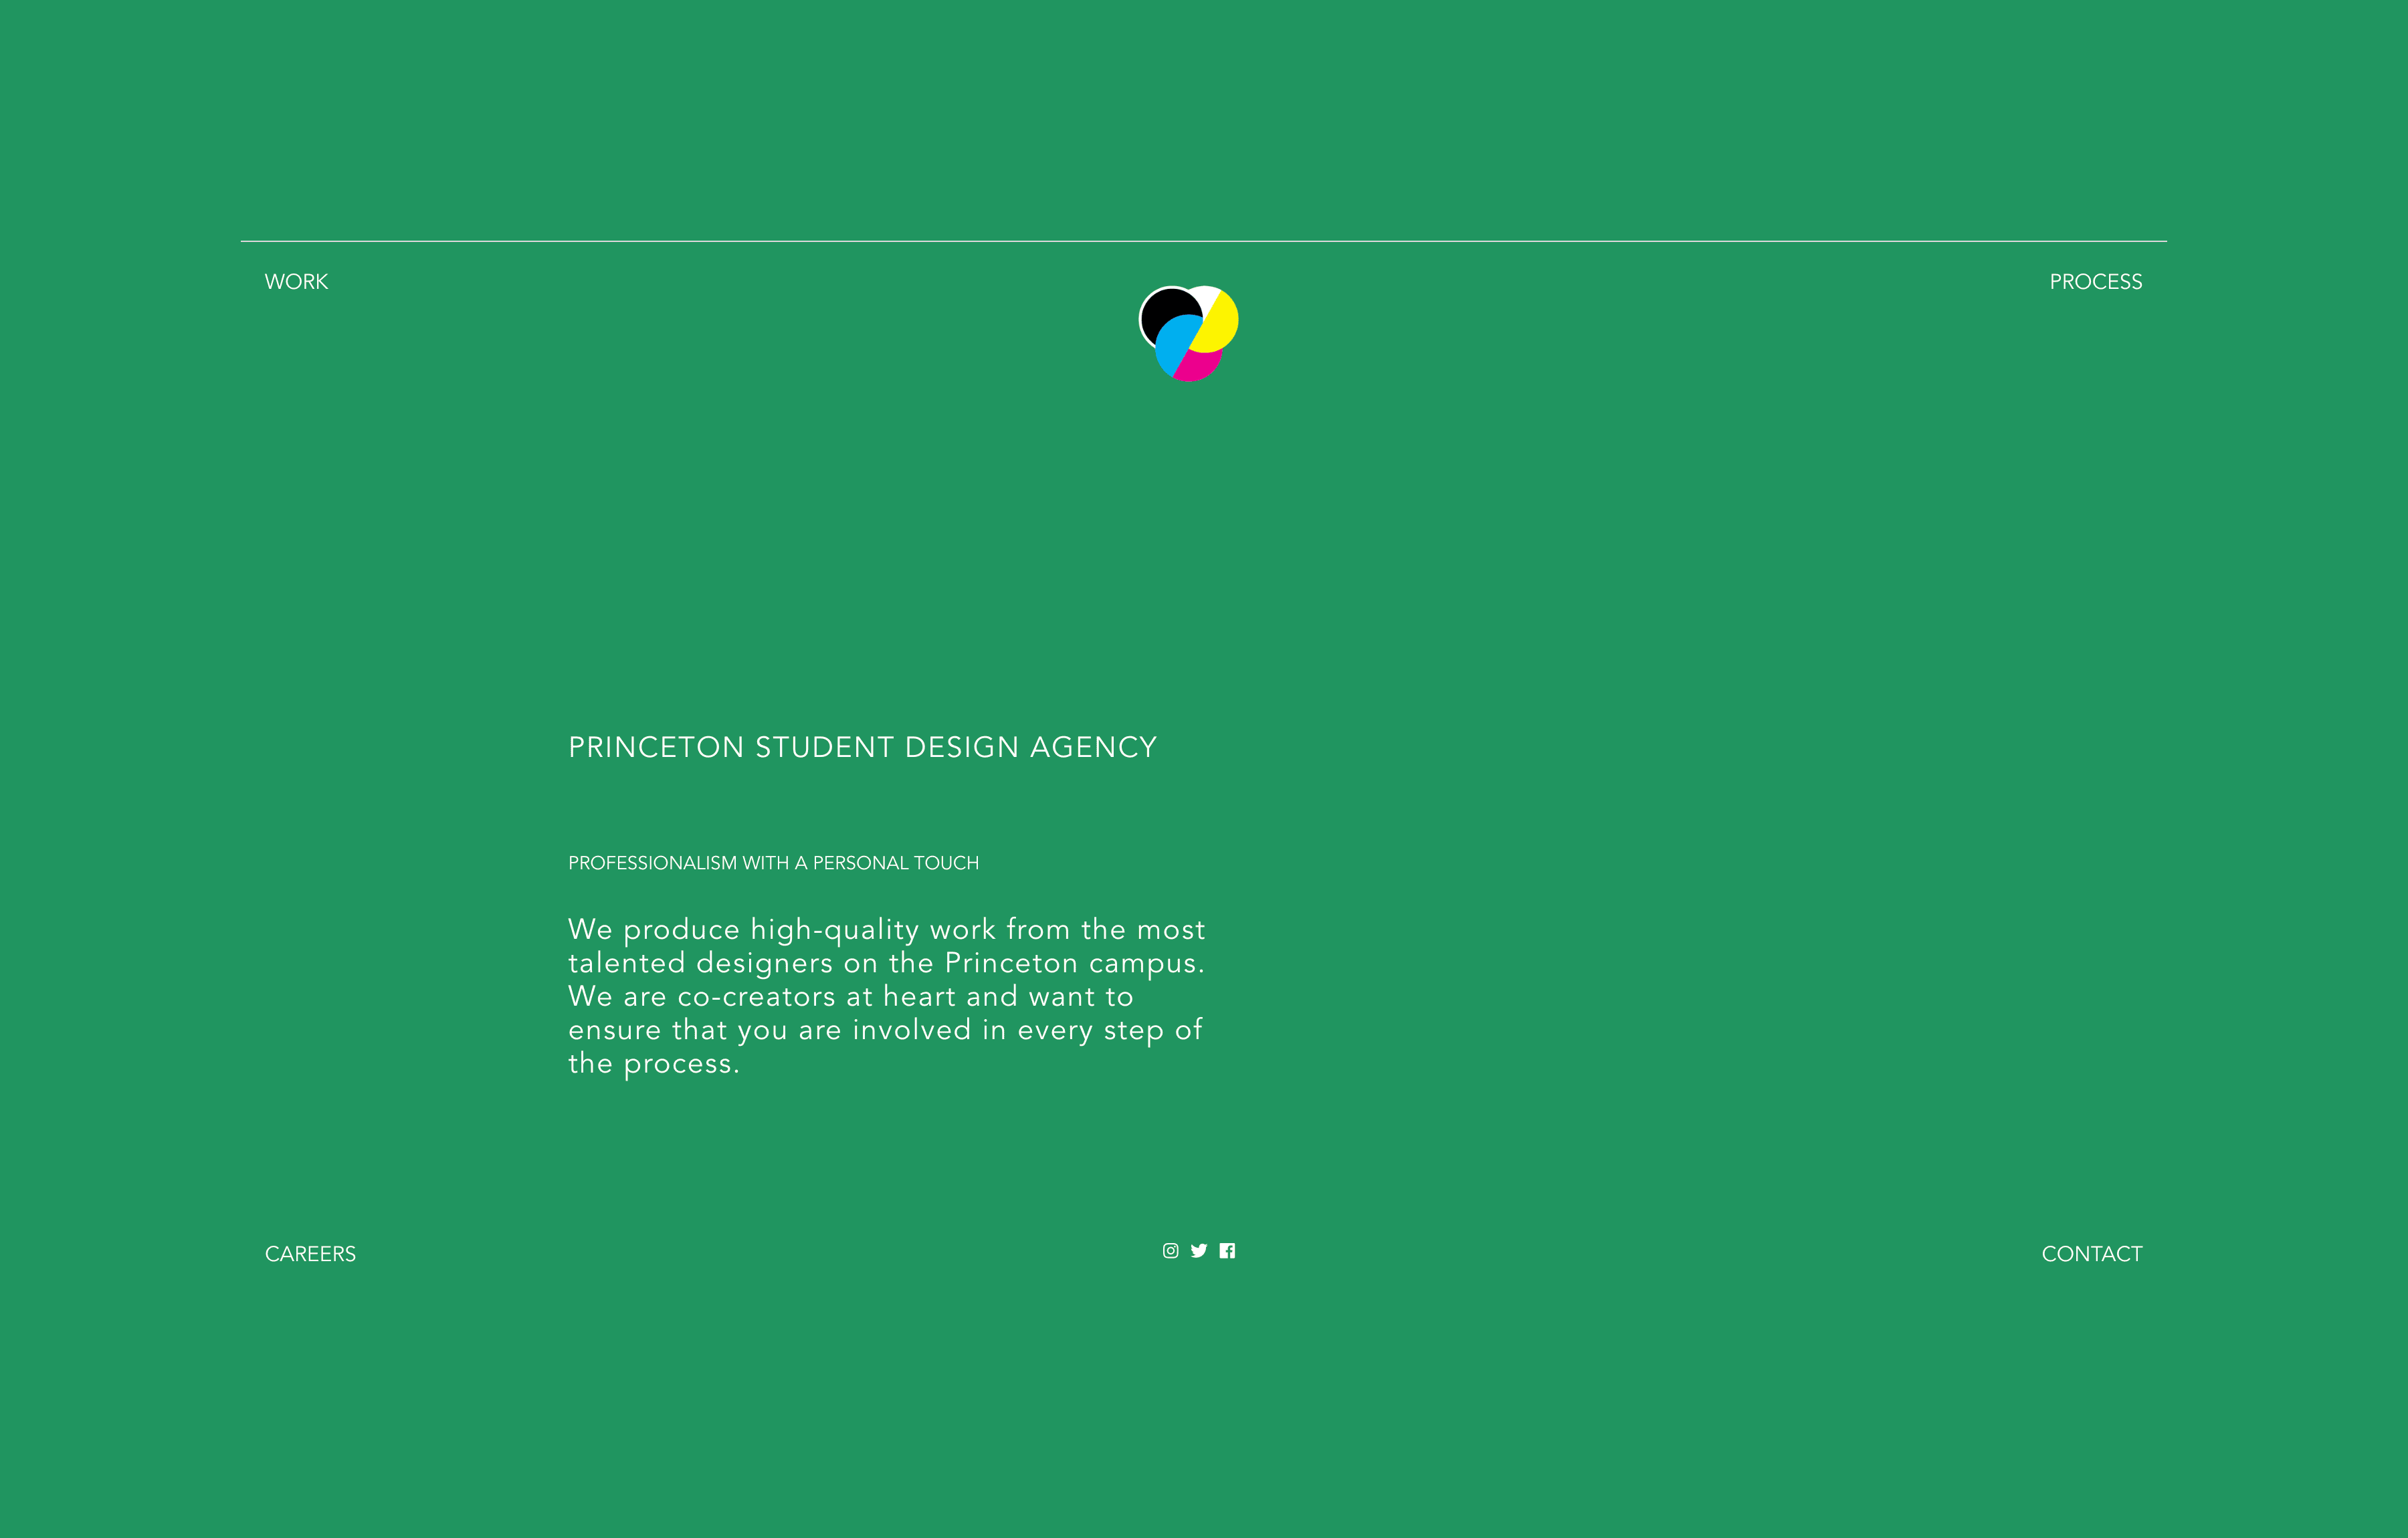 WORK
PROCESS
PRINCETON STUDENT DESIGN AGENCY
PROFESSIONALISM WITH A PERSONAL TOUCH
We produce high-quality work from the most
talented designers on the Princeton campus.
We are co-creators at heart and want to
ensure that you are involved in every step of
the process.
CAREERS
CONTACT